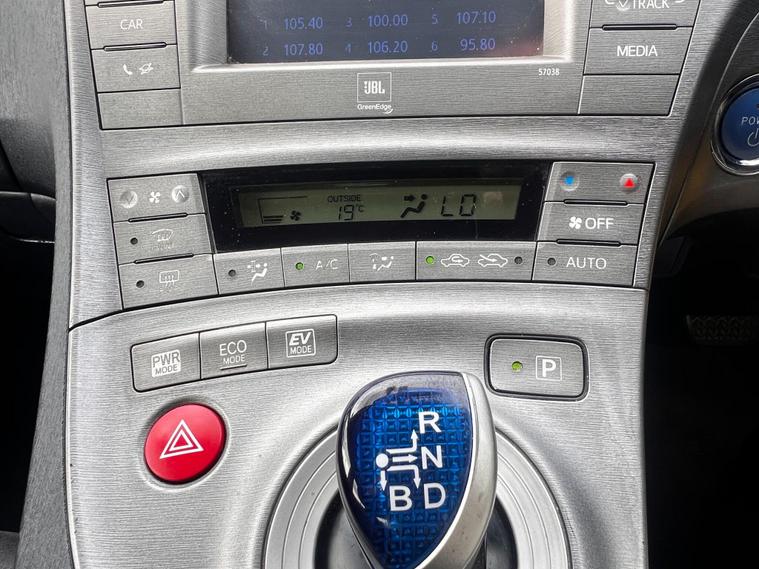 TRACK
CAR
1 105.40 3 100.00 5 107.10
2 107.80 4 106.20 6 95.80
MEDIA
57038
JBL
GreenEdge
POWER
OUTSIDE
19°C
LO
OFF
A/C
AUTO
PWR
MODE
ECO
MODE
EV
MODE
P
R
N
B D